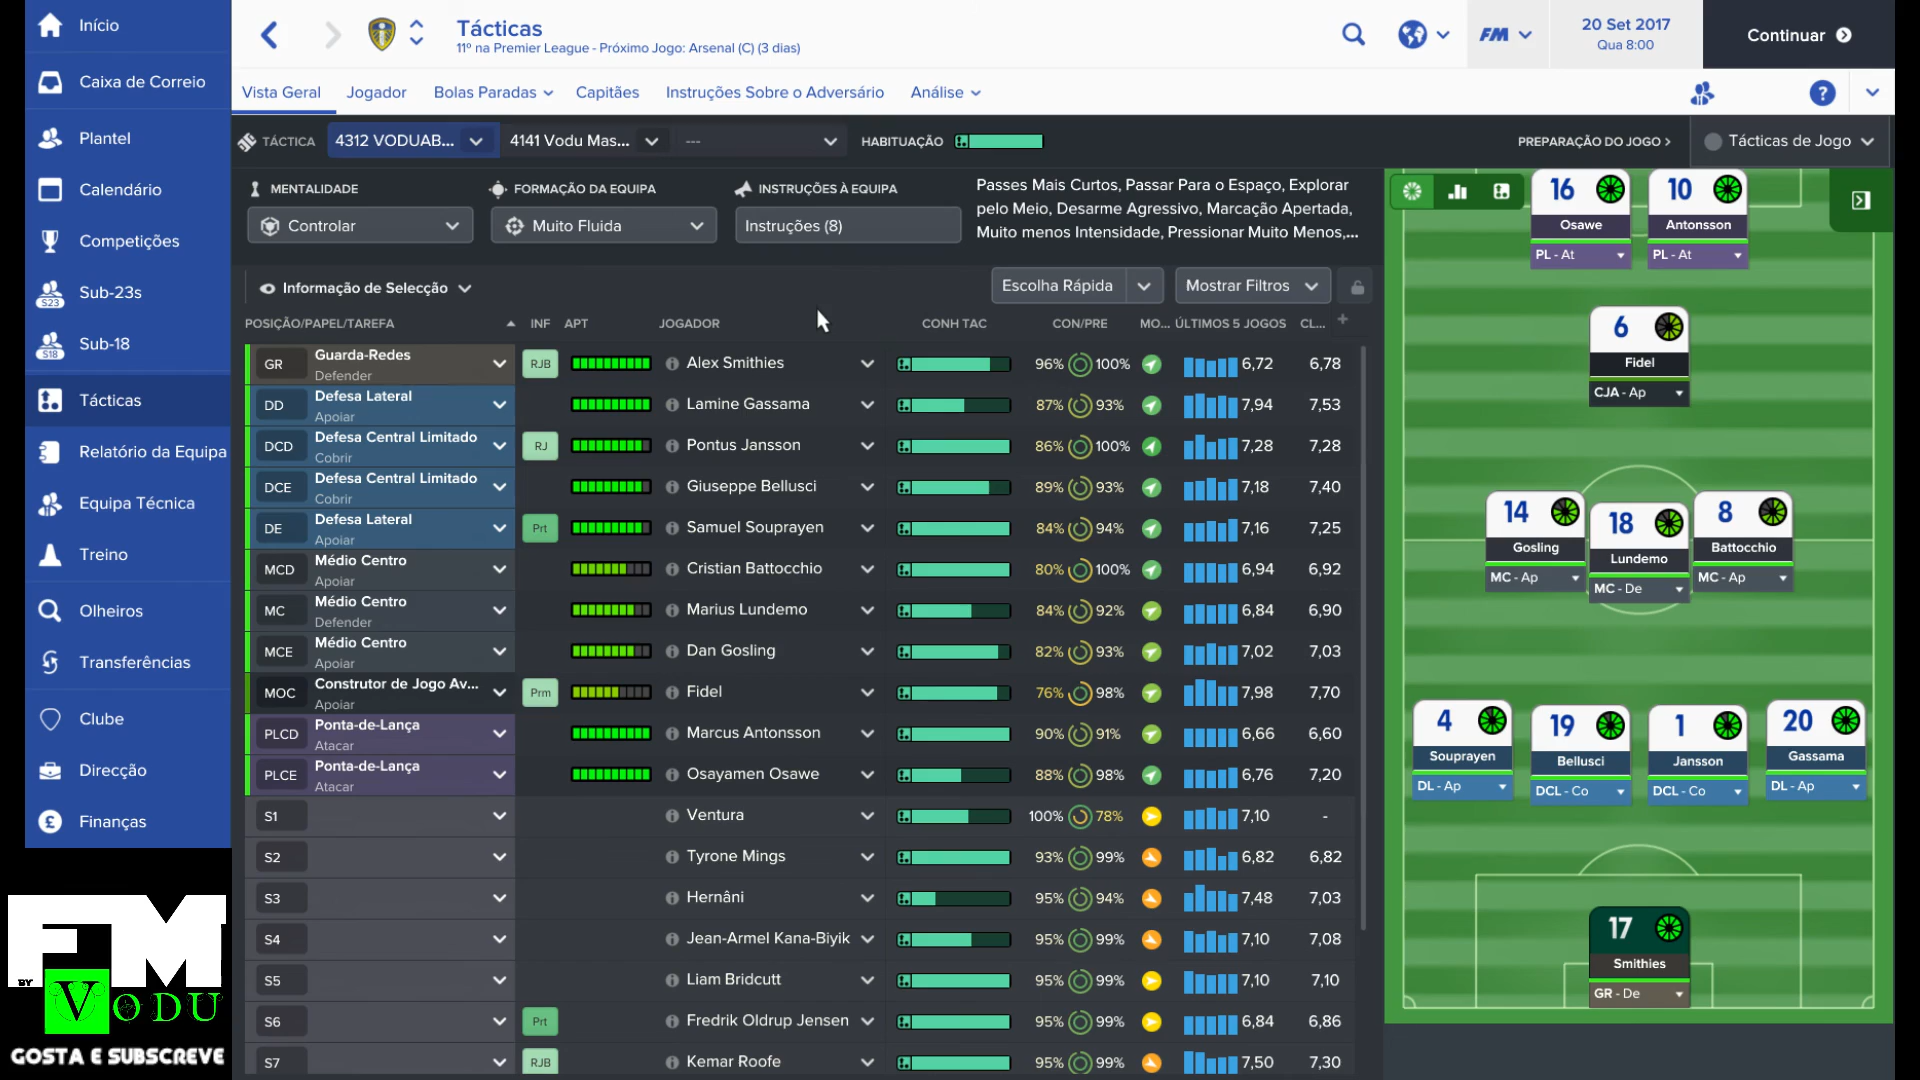 Início
Caixa de Correio
Plantel
Calendário
Competições
S23
Sub-23s
S18
Sub-18
Tácticas
Relatório da Equipa
Equipa Técnica
Treino
Olheiros
Transferências
Clube
Direcção
Finanças
FM
BY
VODU
GOSTA E SUBSCREVE
Tácticas
11º na Premier League - Próximo Jogo: Arsenal (C) (3 dias)
FM
20 Set 2017
Qua 8:00
Continuar
Vista Geral Jogador Bolas Paradas Capitães Instruções Sobre o Adversário Análise
?
TÁCTICA 4312 VODUAB... 4141 Vodu Mas... --- HABITUAÇÃO
PREPARAÇÃO DO JOGO > Tácticas de Jogo
MENTALIDADE FORMAÇÃO DA EQUIPA INSTRUÇÕES À EQUIPA
Controlar Muito Fluida Instruções (8)
Passes Mais Curtos, Passar Para o Espaço, Explorar
pelo Meio, Desarme Agressivo, Marcação Apertada,
Muito menos Intensidade, Pressionar Muito Menos,...
Informação de Selecção Escolha Rápida Mostrar Filtros
POSIÇÃO/PAPEL/TAREFA INF APT JOGADOR CONH TAC CON/PRE MO... ÚLTIMOS 5 JOGOS CL... +
GR Guarda-Redes RJB Alex Smithies 96% 100% 6,72 6,78
Defender
DD Defesa Lateral Lamine Gassama 87% 93% 7,94 7,53
Apoiar
DCD Defesa Central Limitado RJ Pontus Jansson 86% 100% 7,28 7,28
Cobrir
DCE Defesa Central Limitado Giuseppe Bellusci 89% 93% 7,18 7,40
Cobrir
DE Defesa Lateral Prt Samuel Souprayen 84% 94% 7,16 7,25
Apoiar
MCD Médio Centro Cristian Battocchio 80% 100% 6,94 6,92
Apoiar
MC Médio Centro Marius Lundemo 84% 92% 6,84 6,90
Defender
MCE Médio Centro Dan Gosling 82% 93% 7,02 7,03
Apoiar
MOC Construtor de Jogo Av... Prm Fidel 76% 98% 7,98 7,70
Apoiar
PLCD Ponta-de-Lança Marcus Antonsson 90% 91% 6,66 6,60
Atacar
PLCE Ponta-de-Lança Osayamen Osawe 88% 98% 6,76 7,20
Atacar
S1 Ventura 100% 78% 7,10 -
S2 Tyrone Mings 93% 99% 6,82 6,82
S3 Hernâni 95% 94% 7,48 7,03
S4 Jean-Armel Kana-Biyik 95% 99% 7,10 7,08
S5 Liam Bridcutt 95% 99% 7,10 7,10
S6 Prt Fredrik Oldrup Jensen 95% 99% 6,84 6,86
S7 RJB Kemar Roofe 95% 99% 7,50 7,30
16 10
Osawe Antonsson
PL - At PL - At
6
Fidel
CJA - Ap
14 18 8
Gosling Lundemo Battocchio
MC - Ap MC - De MC - Ap
4 19 1 20
Souprayen Bellusci Jansson Gassama
DL - Ap DCL - Co DCL - Co DL - Ap
17
Smithies
GR - De